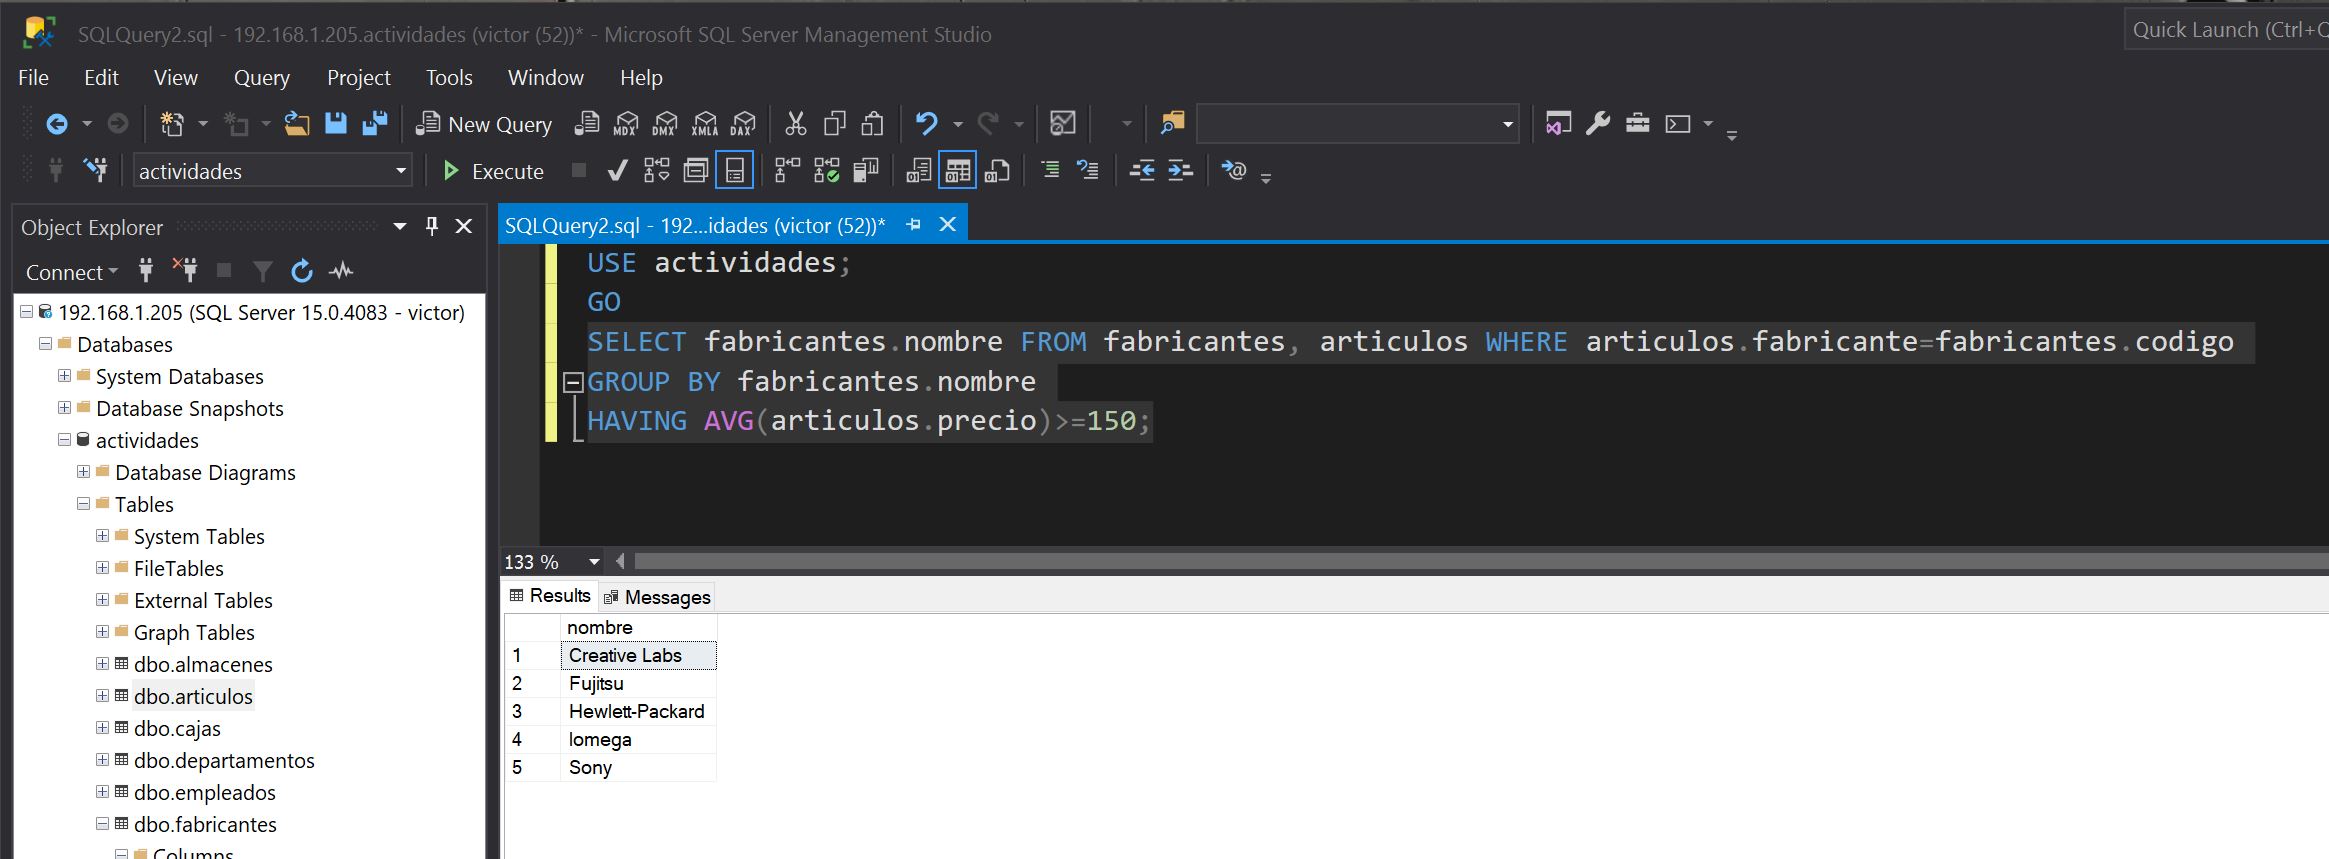 SQLQuery2.sql - 192.168.1.205.actividades (victor (52))* - Microsoft SQL Server Management Studio
Quick Launch (Ctrl+Q
File Edit View Query Project Tools Window Help
New Query MDX DMX XMLA DAX
actividades Execute
Object Explorer
Connect
192.168.1.205 (SQL Server 15.0.4083 - victor)
Databases
System Databases
Database Snapshots
actividades
Database Diagrams
Tables
System Tables
FileTables
External Tables
Graph Tables
dbo.almacenes
dbo.articulos
dbo.cajas
dbo.departamentos
dbo.empleados
dbo.fabricantes
Columns
SQLQuery2.sql - 192...idades (victor (52))*
USE actividades;
GO
SELECT fabricantes.nombre FROM fabricantes, articulos WHERE articulos.fabricante=fabricantes.codigo
GROUP BY fabricantes.nombre
HAVING AVG(articulos.precio)>=150;
133 %
Results Messages
nombre
1 Creative Labs
2 Fujitsu
3 Hewlett-Packard
4 Iomega
5 Sony